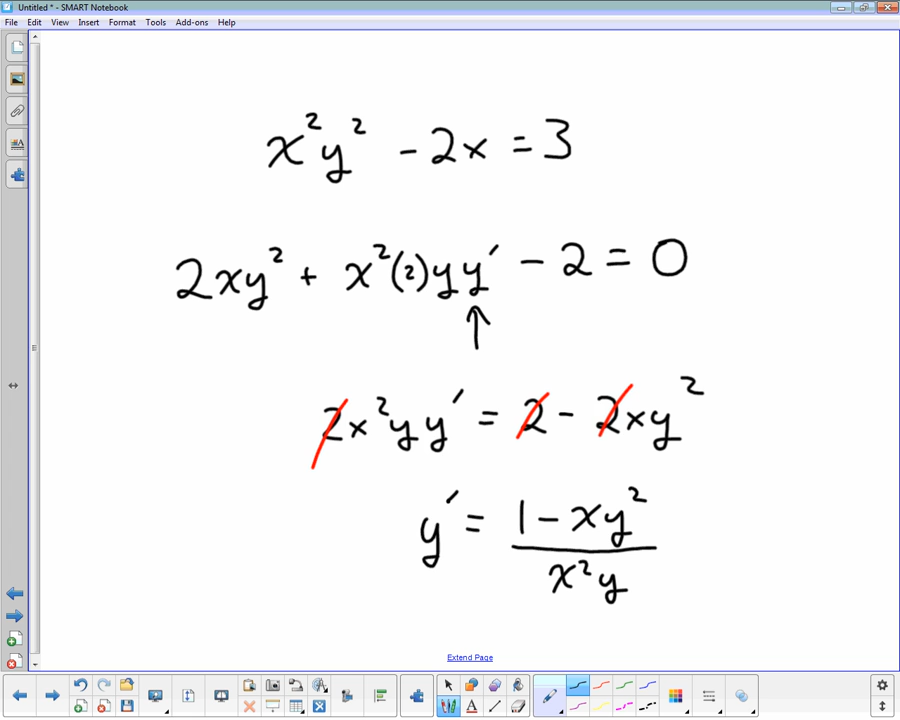 Untitled * - SMART Notebook
File Edit View Insert Format Tools Add-ons Help
x²y² - 2x = 3
2xy² + x²(2)yy′ - 2 = 0
↑
2x²yy′ = 2 - 2xy²
y′ = 1 - xy²
x²y
Extend Page